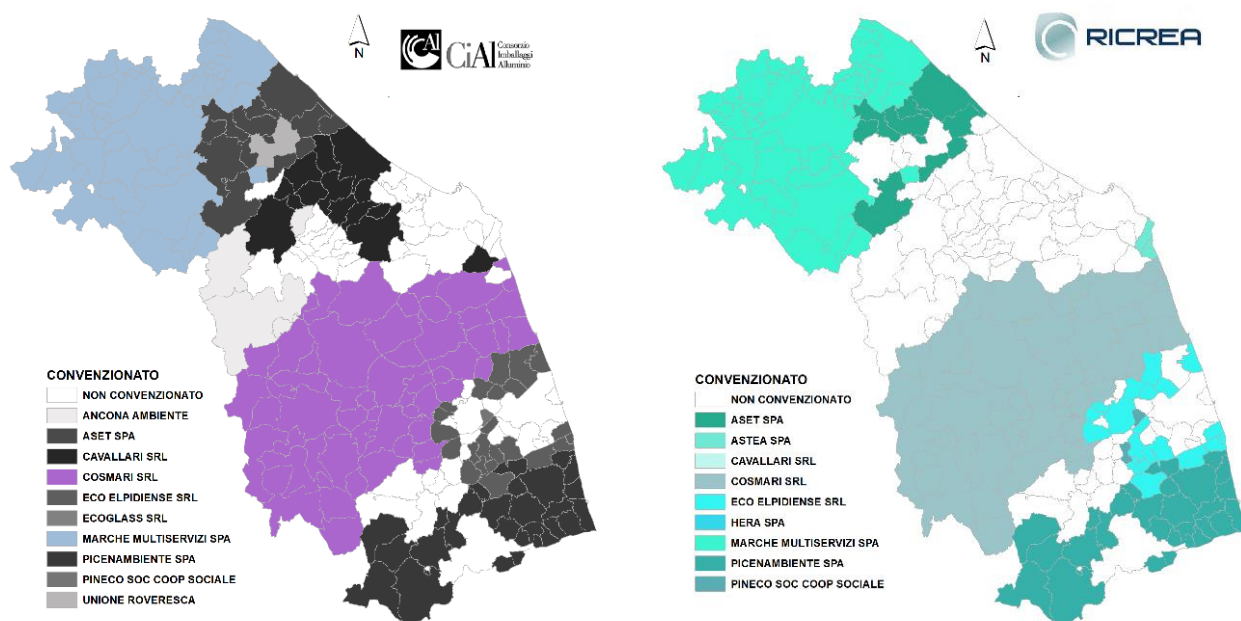 N
CiAl
Consorzio
Imballaggi
Alluminio
CONVENZIONATO
NON CONVENZIONATO
ANCONA AMBIENTE
ASET SPA
CAVALLARI SRL
COSMARI SRL
ECO ELPIDIENSE SRL
ECOGLASS SRL
MARCHE MULTISERVIZI SPA
PICENAMBIENTE SPA
PINECO SOC COOP SOCIALE
UNIONE ROVERESCA
N
RICREA
CONVENZIONATO
NON CONVENZIONATO
ASET SPA
ASTEA SPA
CAVALLARI SRL
COSMARI SRL
ECO ELPIDIENSE SRL
HERA SPA
MARCHE MULTISERVIZI SPA
PICENAMBIENTE SPA
PINECO SOC COOP SOCIALE